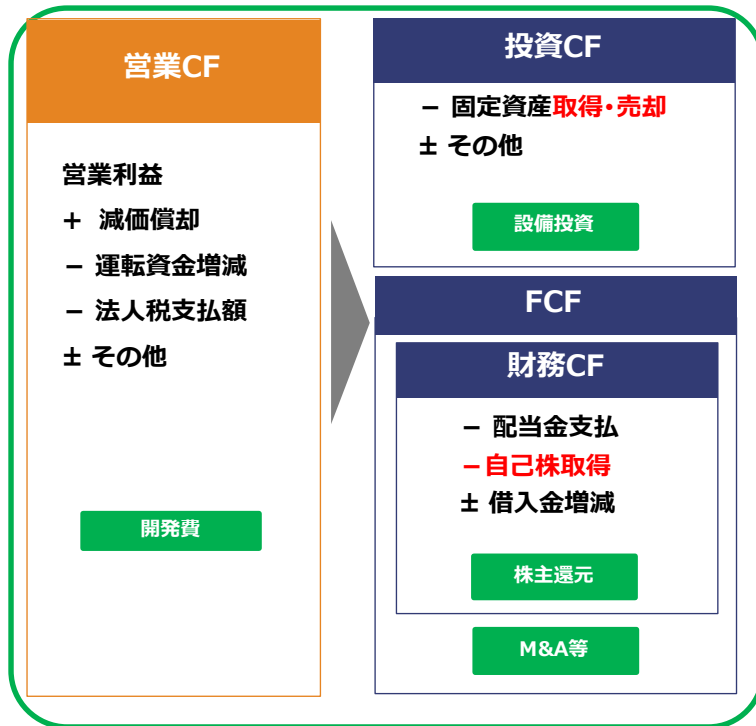 営業CF
営業利益
+ 減価償却
− 運転資金増減
− 法人税支払額
± その他
開発費
投資CF
− 固定資産取得・売却
± その他
設備投資
FCF
財務CF
− 配当金支払
−自己株取得
± 借入金増減
株主還元
M&A等